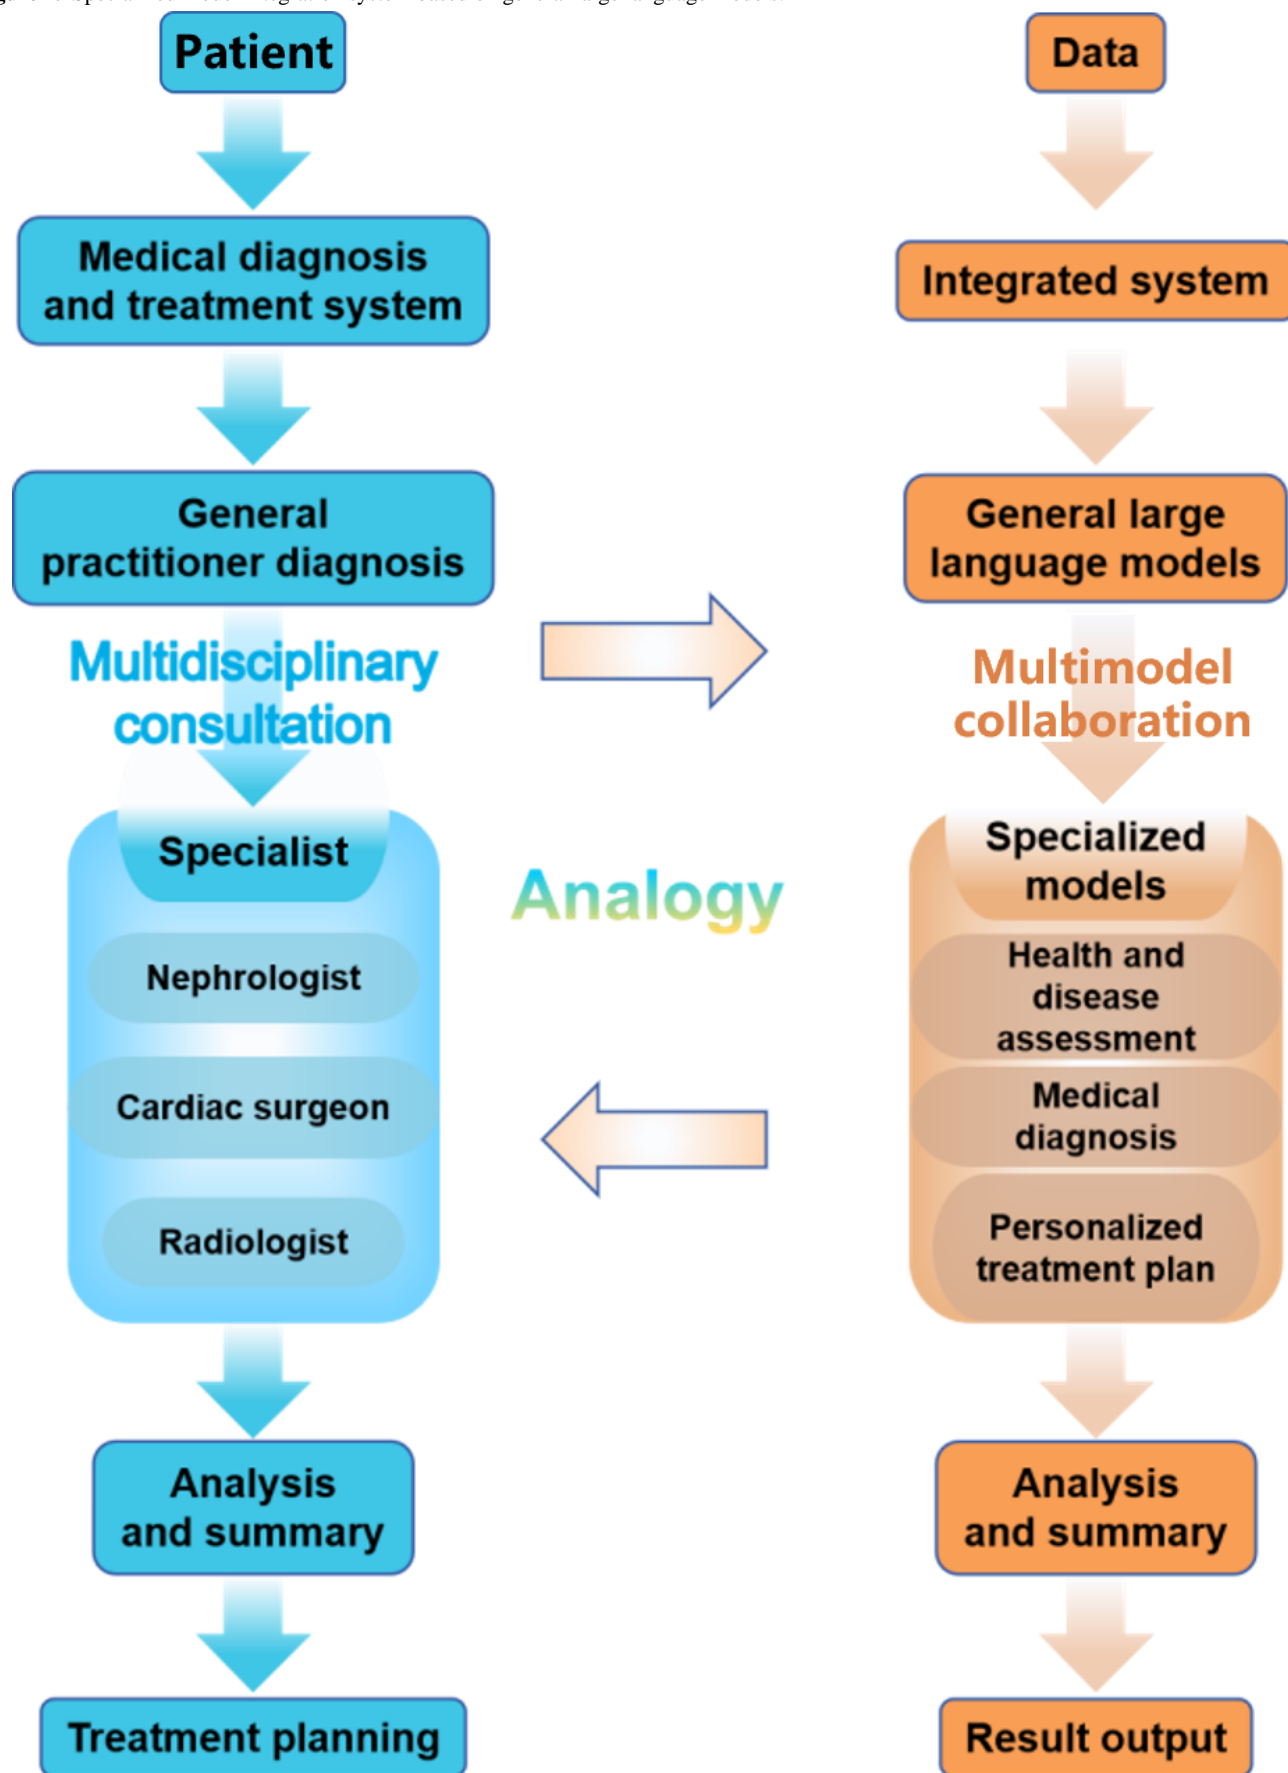 Patient
Medical diagnosis
and treatment system
General
practitioner diagnosis
Multidisciplinary
consultation
Specialist
Nephrologist
Cardiac surgeon
Radiologist
Analysis
and summary
Treatment planning
Analogy
Data
Integrated system
General large
language models
Multimodel
collaboration
Specialized
models
Health and
disease
assessment
Medical
diagnosis
Personalized
treatment plan
Analysis
and summary
Result output